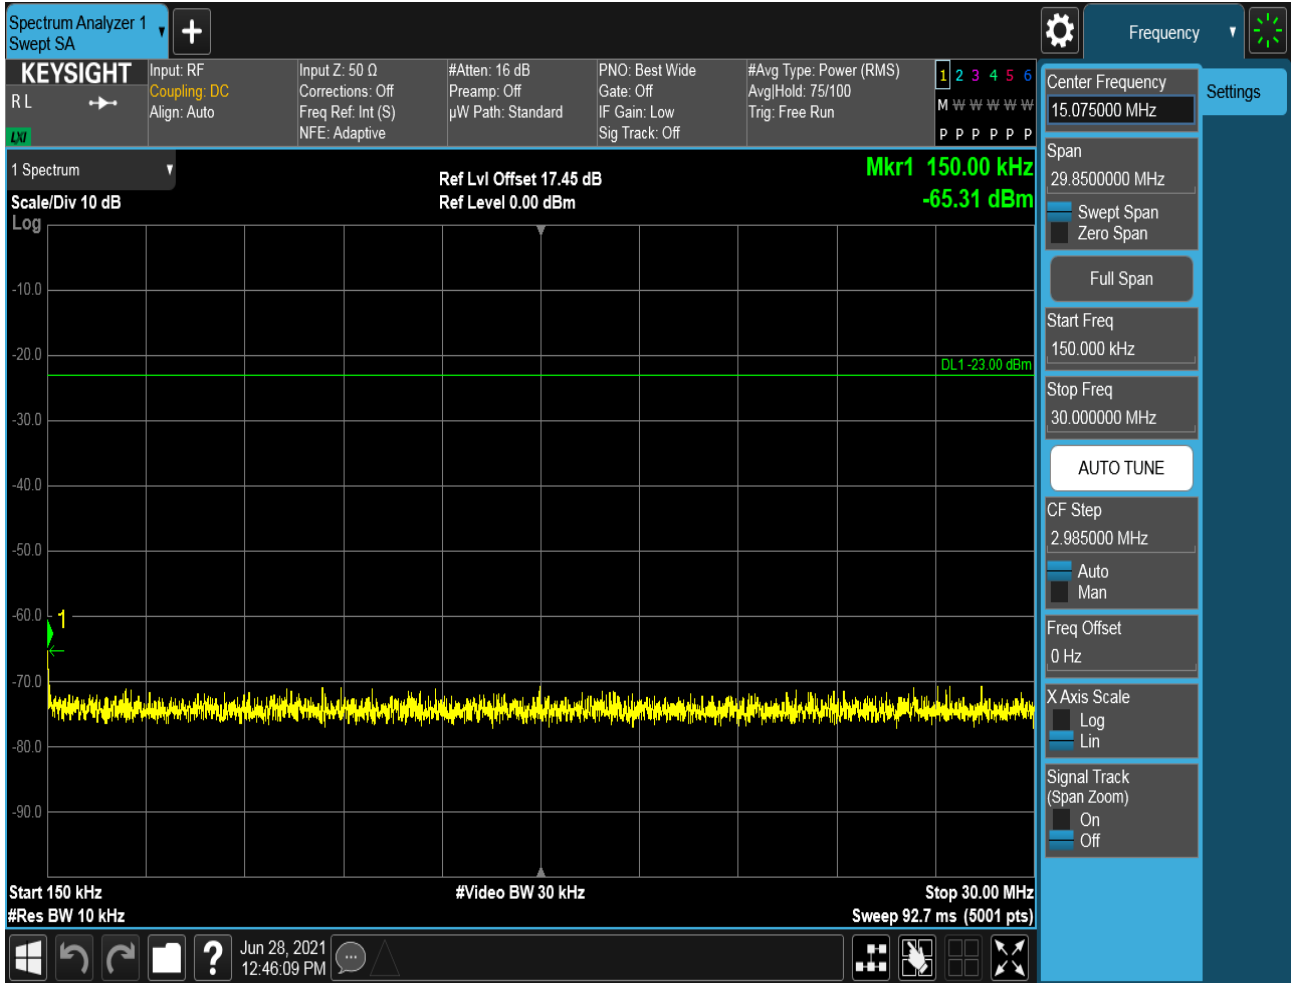 Spectrum Analyzer 1
Swept SA
Frequency
KEYSIGHT
R L
LXI
Input: RF
Coupling: DC
Align: Auto
Input Z: 50 Ω
Corrections: Off
Freq Ref: Int (S)
NFE: Adaptive
#Atten: 16 dB
Preamp: Off
µW Path: Standard
PNO: Best Wide
Gate: Off
IF Gain: Low
Sig Track: Off
#Avg Type: Power (RMS)
Avg|Hold: 75/100
Trig: Free Run
1 2 3 4 5 6
M W W W W W
P P P P P P
1 Spectrum
Scale/Div 10 dB
Log
Ref Lvl Offset 17.45 dB
Ref Level 0.00 dBm
Mkr1 150.00 kHz
-65.31 dBm
-10.0
-20.0
DL1 -23.00 dBm
-30.0
-40.0
-50.0
-60.0
1
-70.0
-80.0
-90.0
Start 150 kHz
#Video BW 30 kHz
Stop 30.00 MHz
#Res BW 10 kHz
Sweep 92.7 ms (5001 pts)
Jun 28, 2021
12:46:09 PM
?
Center Frequency
15.075000 MHz
Settings
Span
29.8500000 MHz
Swept Span
Zero Span
Full Span
Start Freq
150.000 kHz
Stop Freq
30.000000 MHz
AUTO TUNE
CF Step
2.985000 MHz
Auto
Man
Freq Offset
0 Hz
X Axis Scale
Log
Lin
Signal Track
(Span Zoom)
On
Off